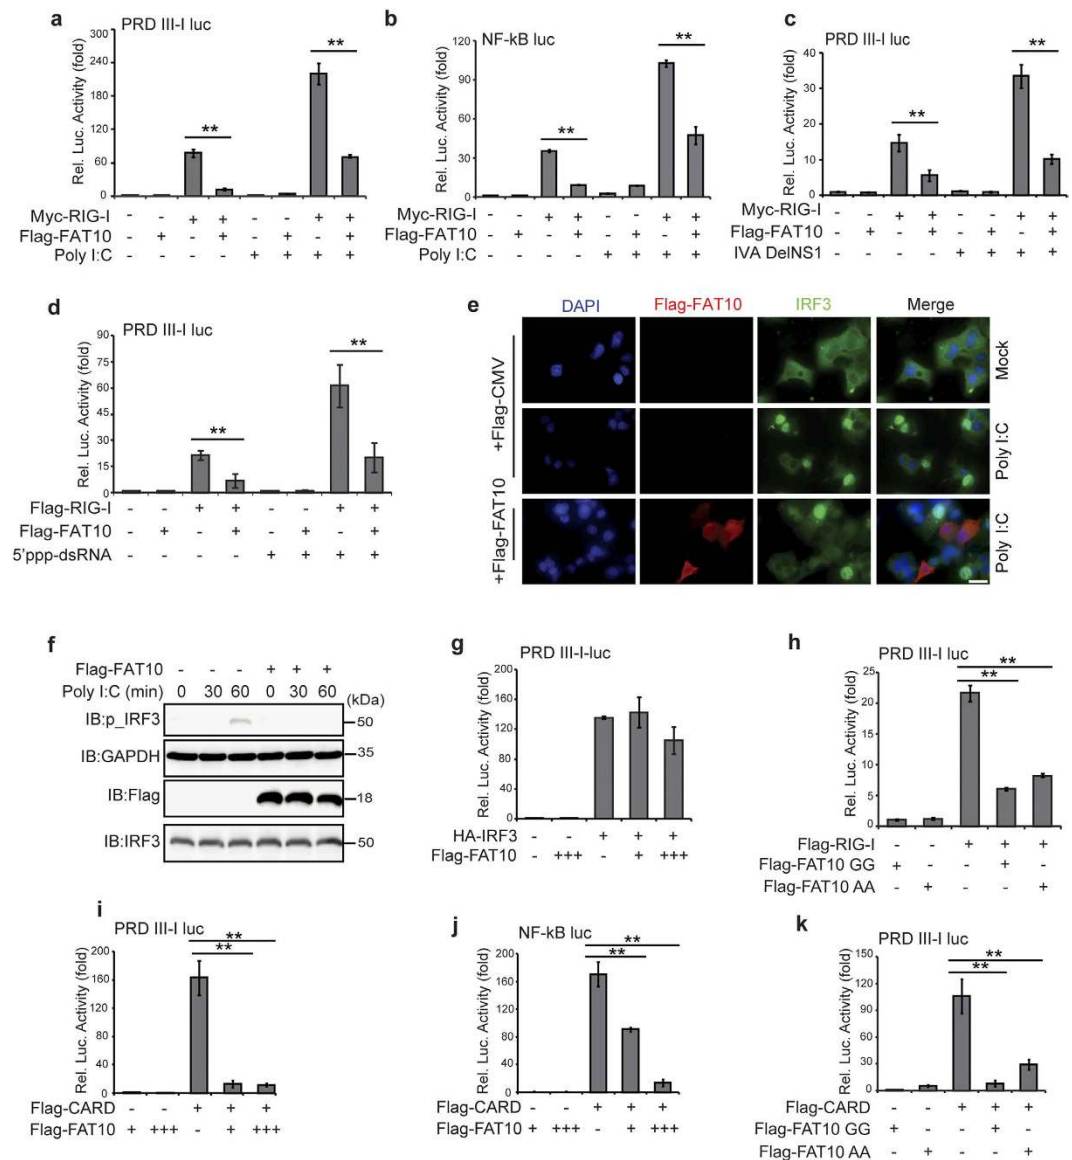 a
PRD III-I luc
Rel. Luc. Activity (fold)
300
240
180
120
60
0
**
**
Myc-RIG-I - - + + - - + +
Flag-FAT10 - + - + - + - +
Poly I:C - - - - + + + +
b
NF-kB luc
Rel. Luc. Activity (fold)
120
90
60
30
0
**
**
Myc-RIG-I - - + + - - + +
Flag-FAT10 - + - + - + - +
Poly I:C - - - - + + + +
c
PRD III-I luc
Rel. Luc. Activity (fold)
40
30
20
10
0
**
**
Myc-RIG-I - - + + - - + +
Flag-FAT10 - + - + - + - +
IVA DelNS1 - - - - + + + +
d
PRD III-I luc
Rel. Luc. Activity (fold)
90
75
60
45
30
15
0
**
**
Flag-RIG-I - - + + - - + +
Flag-FAT10 - + - + - + - +
5'ppp-dsRNA - - - - + + + +
e
DAPI Flag-FAT10 IRF3 Merge
+Flag-CMV
+Flag-FAT10
Mock
Poly I:C
Poly I:C
f
Flag-FAT10 - - - + + +
Poly I:C (min) 0 30 60 0 30 60 (kDa)
IB:p_IRF3 50
IB:GAPDH 35
IB:Flag 18
IB:IRF3 50
g
PRD III-I-luc
Rel. Luc. Activity (fold)
200
160
120
80
40
0
HA-IRF3 - - + + +
Flag-FAT10 - +++ - + +++
h
PRD III-I luc
Rel. Luc. Activity (fold)
25
20
15
10
5
0
**
**
Flag-RIG-I - - + + +
Flag-FAT10 GG + - - + -
Flag-FAT10 AA - + - - +
i
PRD III-I luc
Rel. Luc. Activity (fold)
200
160
120
80
40
0
**
**
Flag-CARD - - + + +
Flag-FAT10 + +++ - + +++
j
NF-kB luc
Rel. Luc. Activity (fold)
200
160
120
80
40
0
**
**
Flag-CARD - - + + +
Flag-FAT10 + +++ - + +++
k
PRD III-I luc
Rel. Luc. Activity (fold)
150
120
90
60
30
0
**
**
Flag-CARD - - + + +
Flag-FAT10 GG + - - + -
Flag-FAT10 AA - + - - +